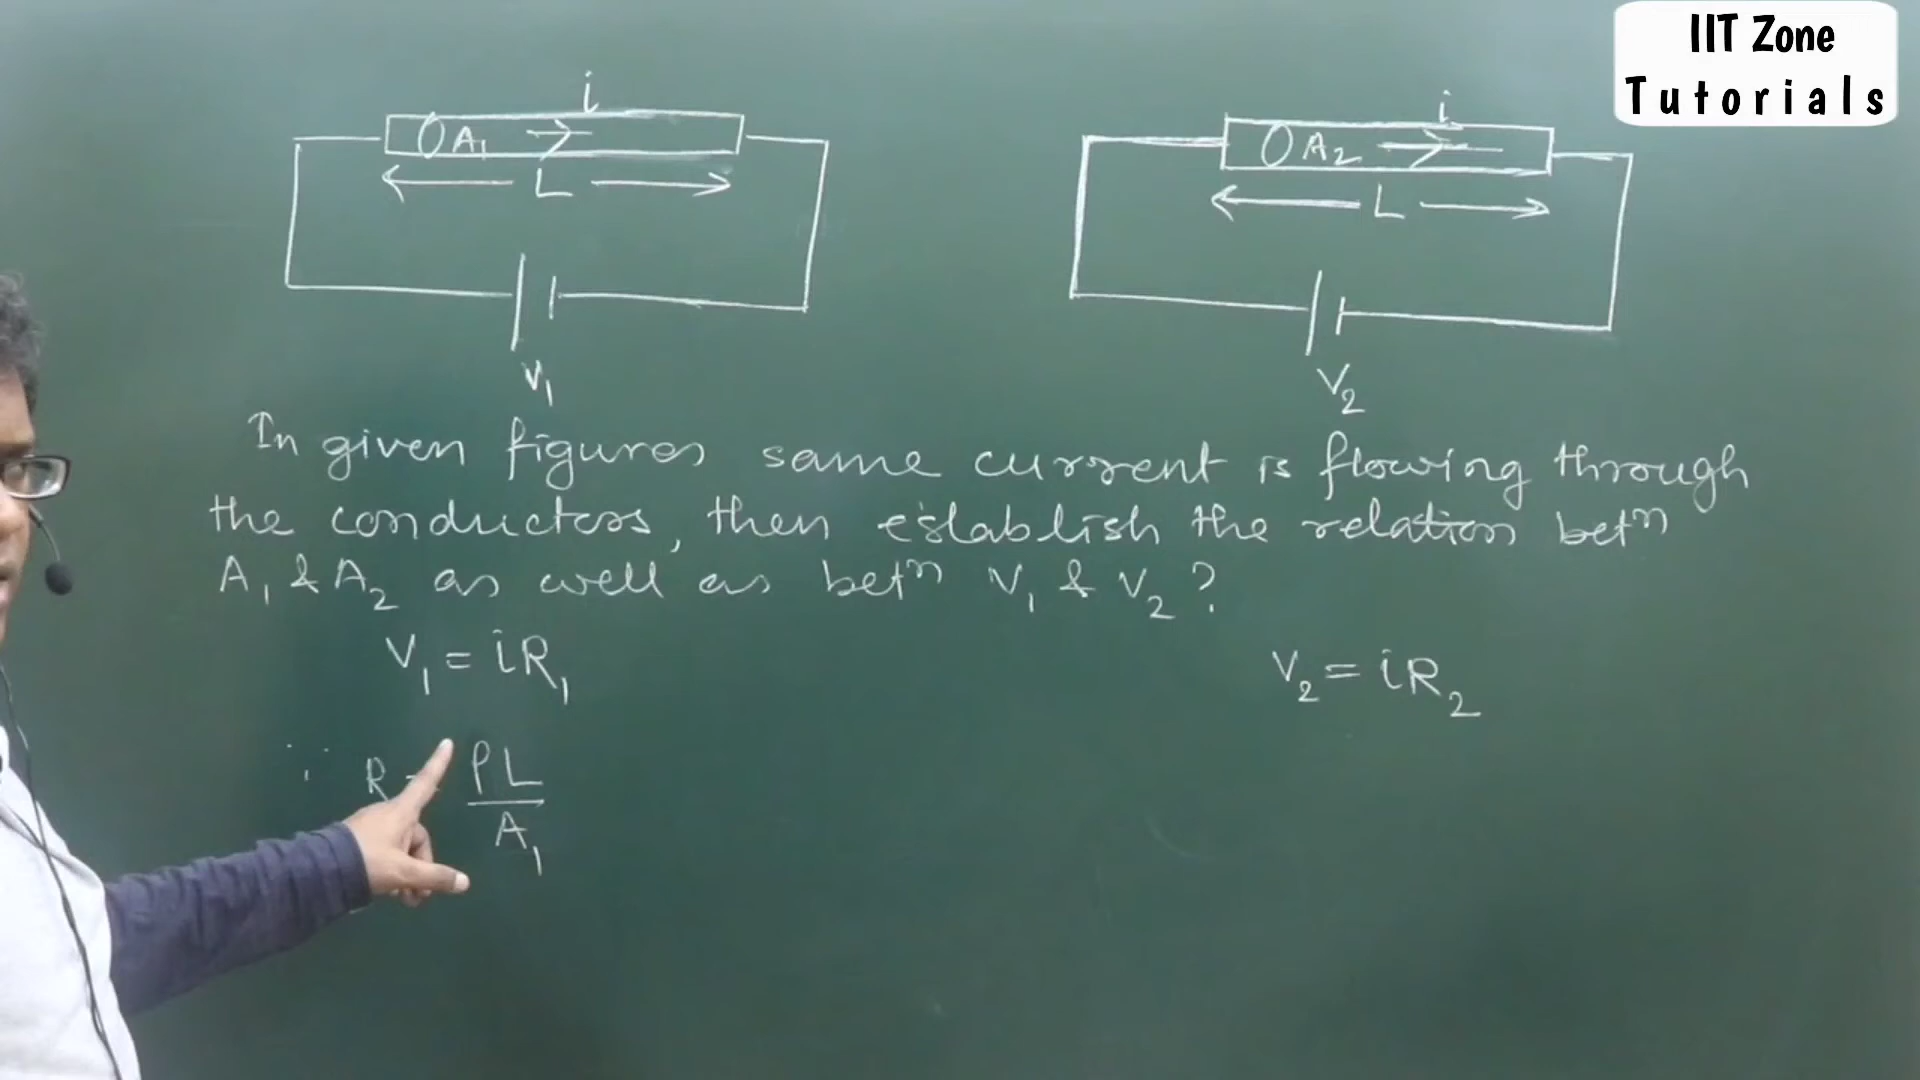 IIT Zone
Tutorials
i
A₁
L
V₁
i
A₂
L
V₂
In given figures same current is flowing through
the conductors, then establish the relation betⁿ
A₁ & A₂ as well as betⁿ V₁ & V₂ ?
V₁ = iR₁
V₂ = iR₂
∵ R = ρL
A₁